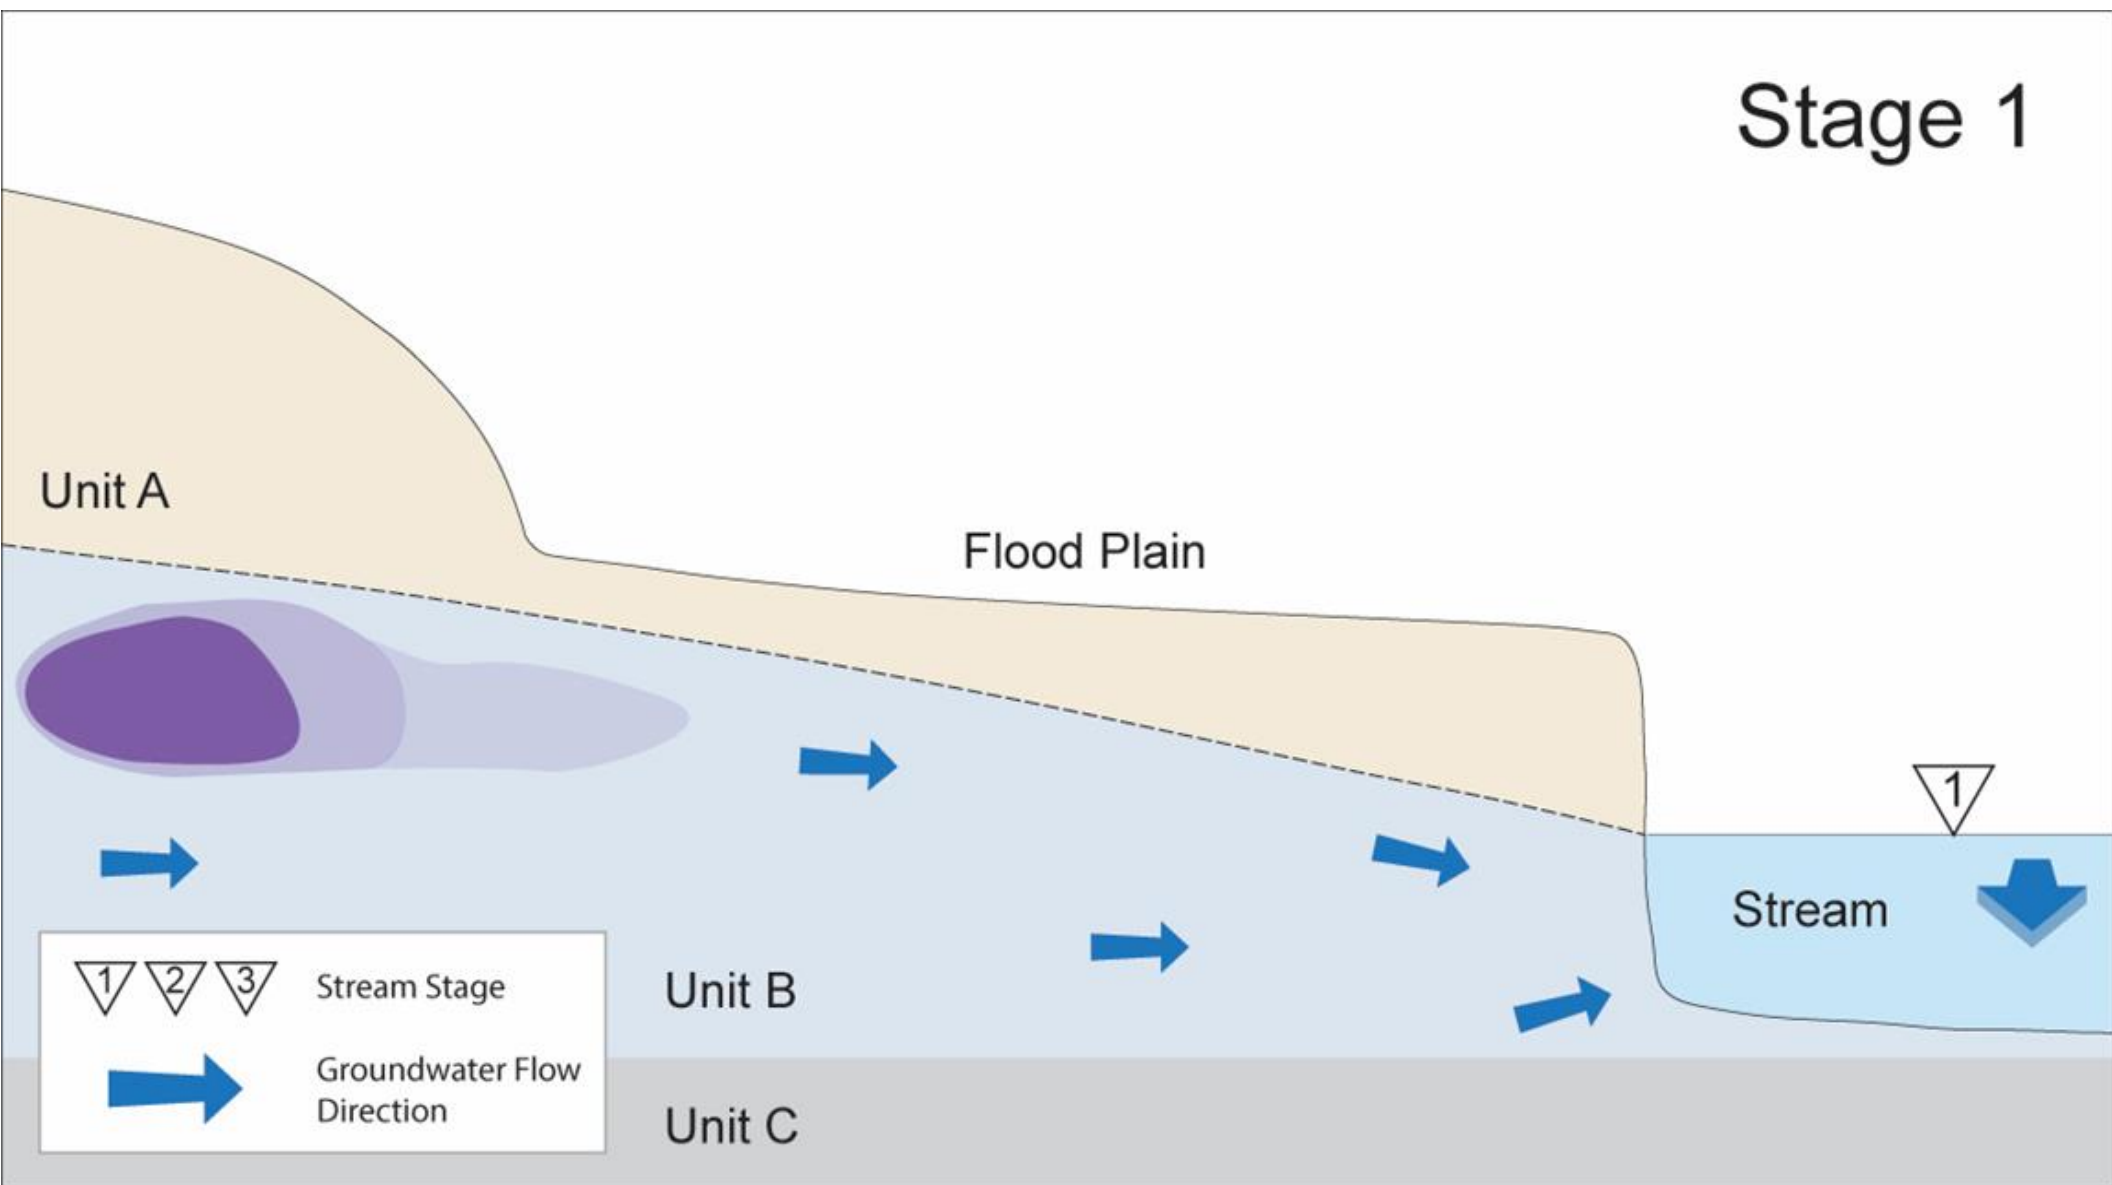 Stage 1
Unit A
Flood Plain
1
Stream
Unit B
1 2 3 Stream Stage
Groundwater Flow
Direction
Unit C